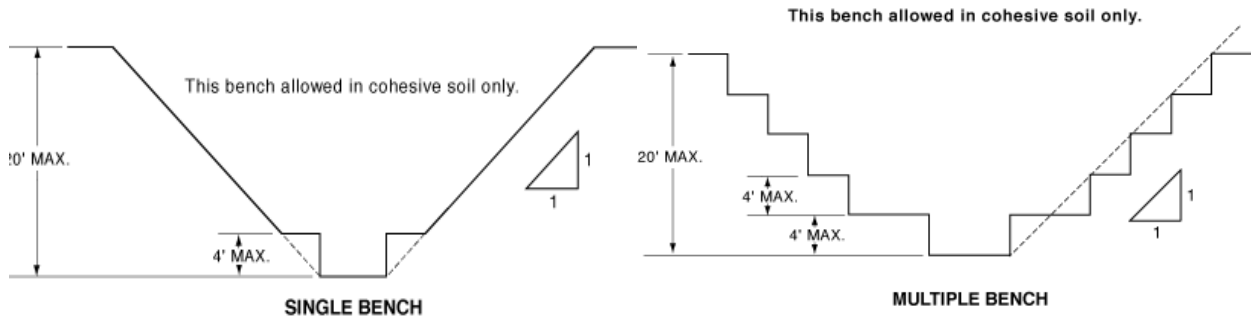 This bench allowed in cohesive soil only.
20' MAX.
4' MAX.
1
1
SINGLE BENCH
This bench allowed in cohesive soil only.
20' MAX.
4' MAX.
4' MAX.
1
1
MULTIPLE BENCH